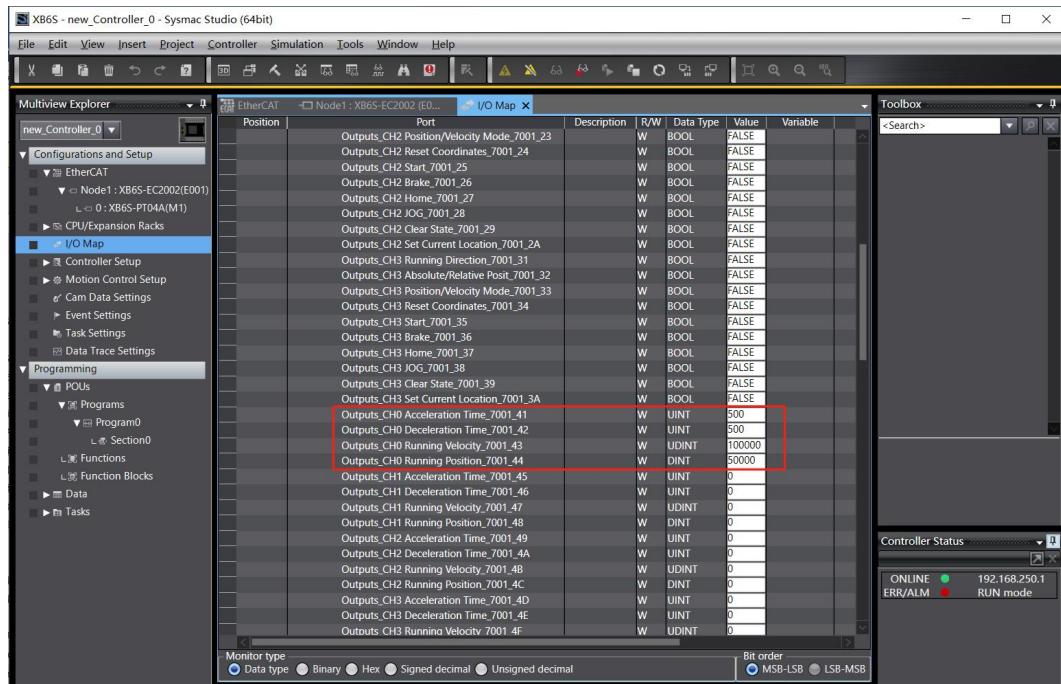 XB6S - new_Controller_0 - Sysmac Studio (64bit)
File Edit View Insert Project Controller Simulation Tools Window Help
Multiview Explorer
new_Controller_0
Configurations and Setup
EtherCAT
Node1 : XB6S-EC2002(E001)
0 : XB6S-PT04A(M1)
CPU/Expansion Racks
I/O Map
Controller Setup
Motion Control Setup
Cam Data Settings
Event Settings
Task Settings
Data Trace Settings
Programming
POUs
Programs
Program0
Section0
Functions
Function Blocks
Data
Tasks
EtherCAT Node1 : XB6S-EC2002 (E0... I/O Map
Position Port Description R/W Data Type Value Variable
Outputs_CH2 Position/Velocity Mode_7001_23 W BOOL FALSE
Outputs_CH2 Reset Coordinates_7001_24 W BOOL FALSE
Outputs_CH2 Start_7001_25 W BOOL FALSE
Outputs_CH2 Brake_7001_26 W BOOL FALSE
Outputs_CH2 Home_7001_27 W BOOL FALSE
Outputs_CH2 JOG_7001_28 W BOOL FALSE
Outputs_CH2 Clear State_7001_29 W BOOL FALSE
Outputs_CH2 Set Current Location_7001_2A W BOOL FALSE
Outputs_CH3 Running Direction_7001_31 W BOOL FALSE
Outputs_CH3 Absolute/Relative Posit_7001_32 W BOOL FALSE
Outputs_CH3 Position/Velocity Mode_7001_33 W BOOL FALSE
Outputs_CH3 Reset Coordinates_7001_34 W BOOL FALSE
Outputs_CH3 Start_7001_35 W BOOL FALSE
Outputs_CH3 Brake_7001_36 W BOOL FALSE
Outputs_CH3 Home_7001_37 W BOOL FALSE
Outputs_CH3 JOG_7001_38 W BOOL FALSE
Outputs_CH3 Clear State_7001_39 W BOOL FALSE
Outputs_CH3 Set Current Location_7001_3A W BOOL FALSE
Outputs_CH0 Acceleration Time_7001_41 W UINT 500
Outputs_CH0 Deceleration Time_7001_42 W UINT 500
Outputs_CH0 Running Velocity_7001_43 W UDINT 100000
Outputs_CH0 Running Position_7001_44 W DINT 50000
Outputs_CH1 Acceleration Time_7001_45 W UINT 0
Outputs_CH1 Deceleration Time_7001_46 W UINT 0
Outputs_CH1 Running Velocity_7001_47 W UDINT 0
Outputs_CH1 Running Position_7001_48 W DINT 0
Outputs_CH2 Acceleration Time_7001_49 W UINT 0
Outputs_CH2 Deceleration Time_7001_4A W UINT 0
Outputs_CH2 Running Velocity_7001_4B W UDINT 0
Outputs_CH2 Running Position_7001_4C W DINT 0
Outputs_CH3 Acceleration Time_7001_4D W UINT 0
Outputs_CH3 Deceleration Time_7001_4E W UINT 0
Outputs_CH3 Running Velocity_7001_4F W UDINT 0
Monitor type
Data type Binary Hex Signed decimal Unsigned decimal
Bit order
MSB-LSB LSB-MSB
Toolbox
<Search>
Controller Status
ONLINE 192.168.250.1
ERR/ALM RUN mode